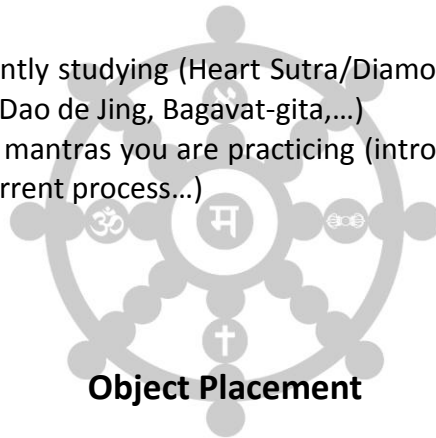 ntly studying (Heart Sutra/Diamo
Dao de Jing, Bagavat-gita,…)
mantras you are practicing (intro
rrent process…)
ॐ म
Object Placement